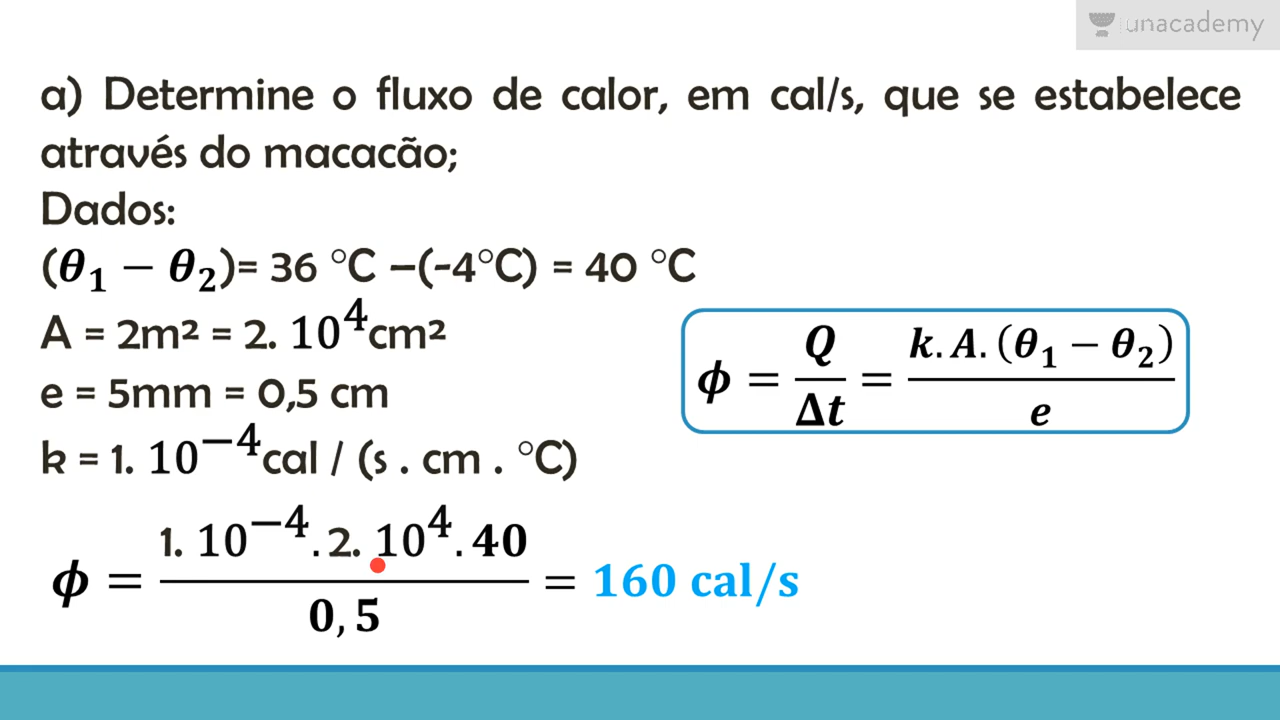 unacademy
a) Determine o fluxo de calor, em cal/s, que se estabelece
através do macacão;
Dados:
(θ₁ − θ₂)= 36 °C –(-4°C) = 40 °C
A = 2m² = 2. 10⁴cm²
e = 5mm = 0,5 cm
k = 1. 10⁻⁴cal / (s . cm . °C)
ϕ = Q/Δt = k. A. (θ₁ − θ₂)/e
ϕ = 1. 10⁻⁴. 2. 10⁴. 40/0, 5 = 160 cal/s